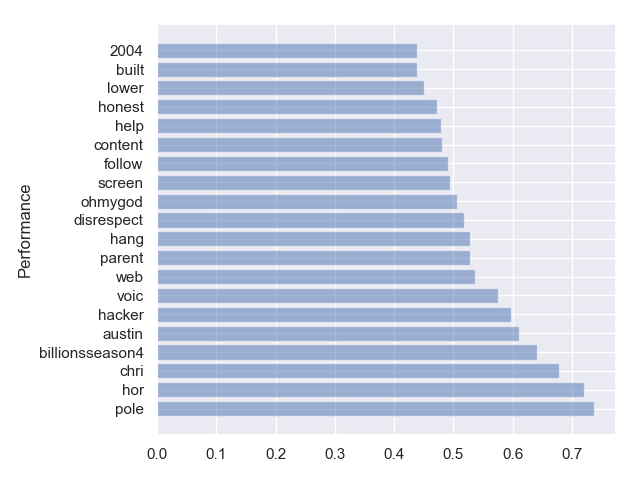 2004
built
lower
honest
help
content
follow
screen
ohmygod
disrespect
hang
parent
web
voic
hacker
austin
billionsseason4
chri
hor
pole
Performance
0.0 0.1 0.2 0.3 0.4 0.5 0.6 0.7